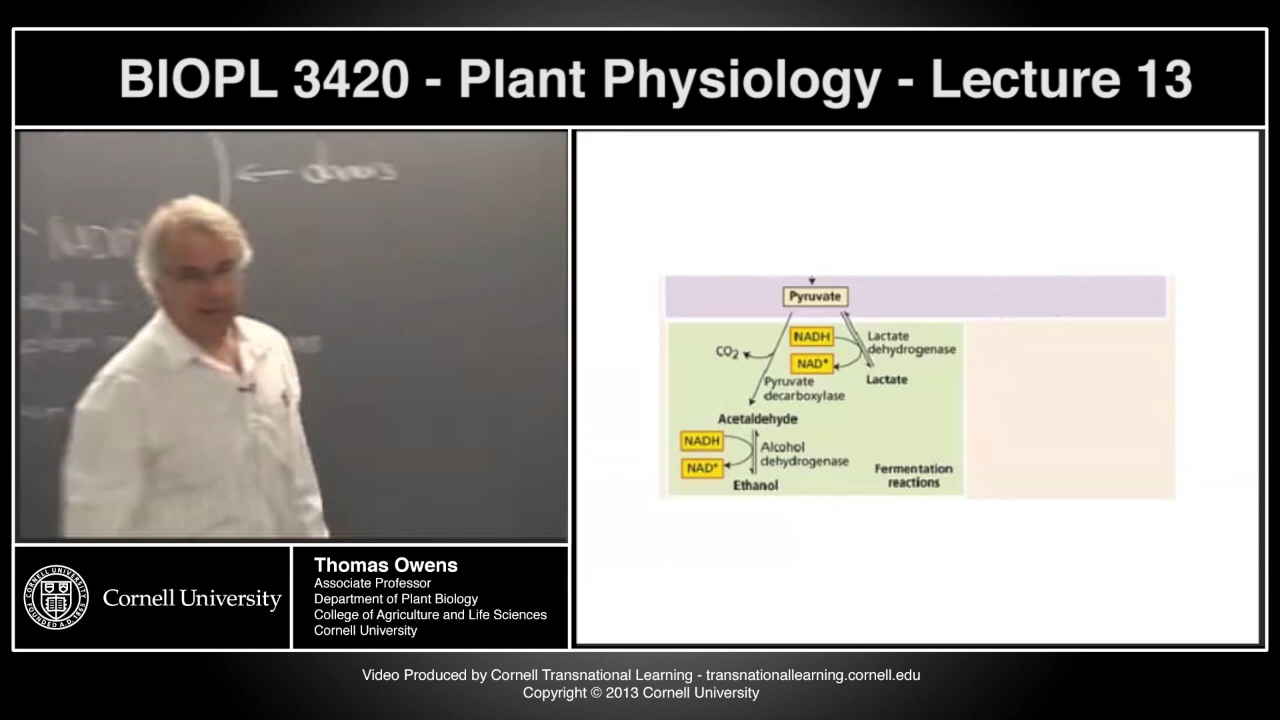 BIOPL 3420 - Plant Physiology - Lecture 13
Pyruvate
NADH
Lactate
dehydrogenase
CO₂
NAD⁺
Lactate
Pyruvate
decarboxylase
Acetaldehyde
NADH
Alcohol
dehydrogenase
NAD⁺
Ethanol
Fermentation
reactions
Cornell University
Thomas Owens
Associate Professor
Department of Plant Biology
College of Agriculture and Life Sciences
Cornell University
Video Produced by Cornell Transnational Learning - transnationallearning.cornell.edu
Copyright © 2013 Cornell University